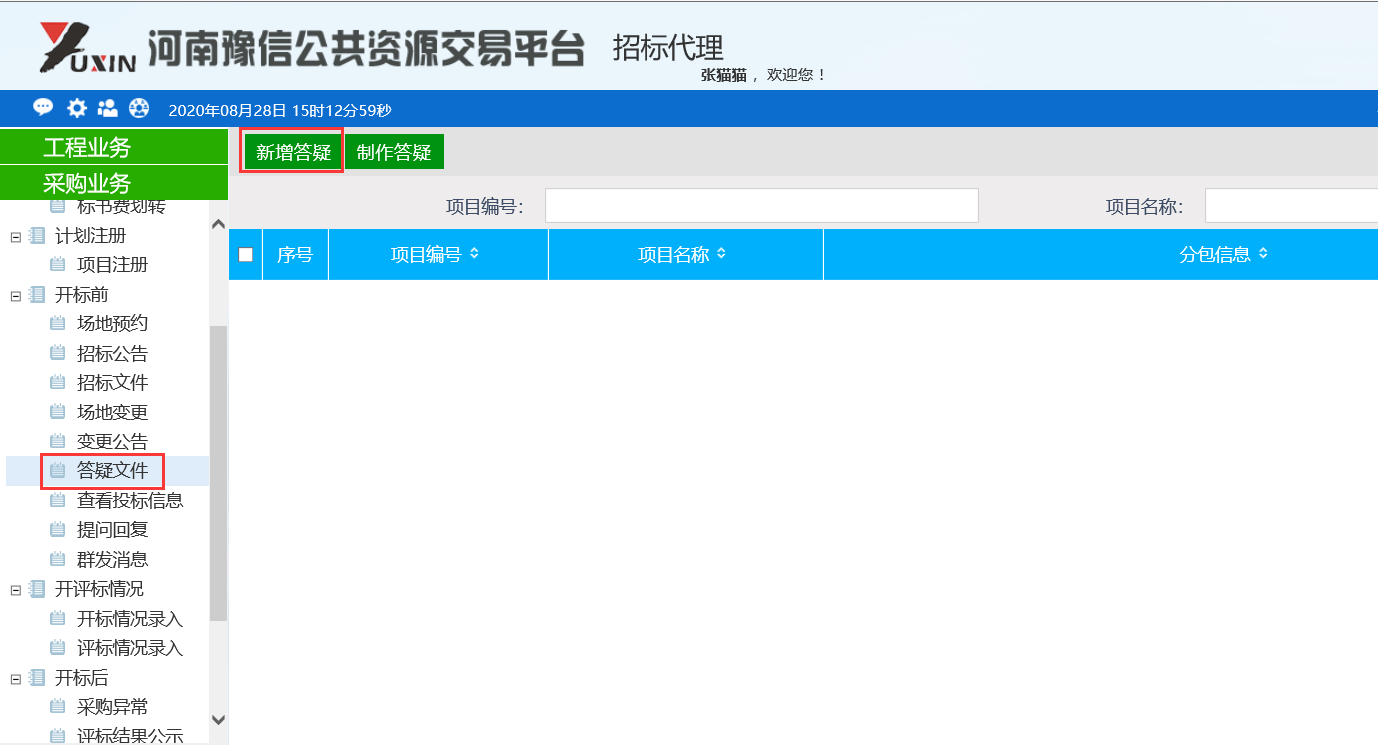 YUXIN 河南豫信公共资源交易平台 招标代理
张猫猫 ，欢迎您！
2020年08月28日 15时12分59秒
工程业务
采购业务
标书费划转
计划注册
项目注册
开标前
场地预约
招标公告
招标文件
场地变更
变更公告
答疑文件
查看投标信息
提问回复
群发消息
开评标情况
开标情况录入
评标情况录入
开标后
采购异常
评标结果公示
新增答疑 制作答疑
项目编号： 项目名称：
序号 项目编号 项目名称 分包信息